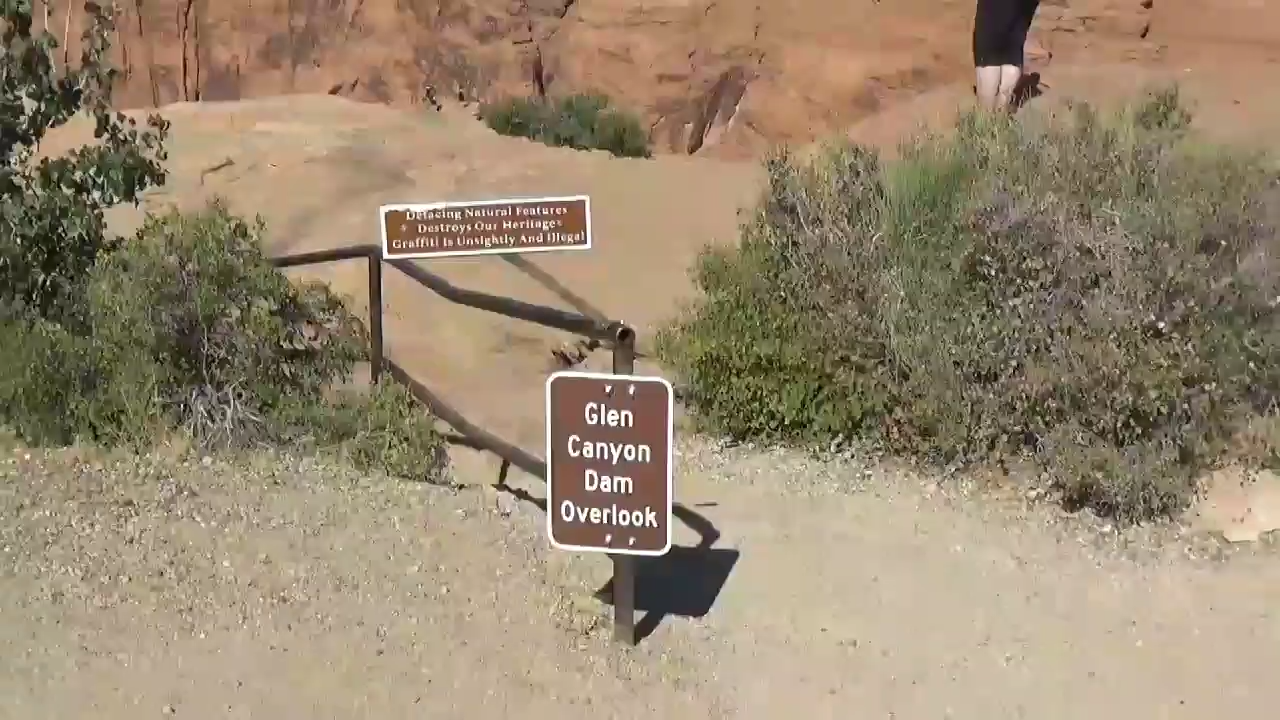 Defacing Natural Features
Destroys Our Heritage
Graffiti Is Unsightly And Illegal
Glen
Canyon
Dam
Overlook